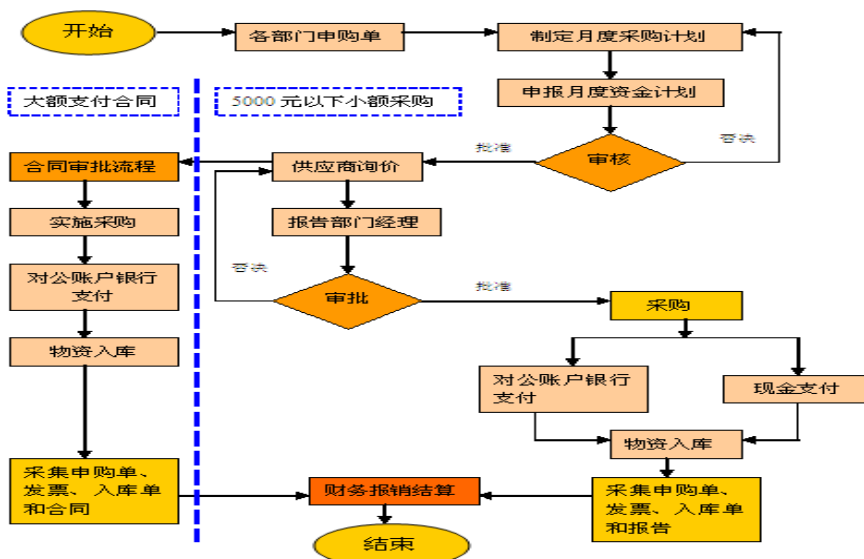 开始
各部门申购单
制定月度采购计划
大额支付合同
5000 元以下小额采购
申报月度资金计划
审核
批准
否决
合同审批流程
供应商询价
实施采购
报告部门经理
否决
对公账户银行
支付
审批
批准
采购
物资入库
对公账户银行
支付
现金支付
物资入库
采集申购单、
发票、入库单
和合同
财务报销结算
采集申购单、
发票、入库单
和报告
结束